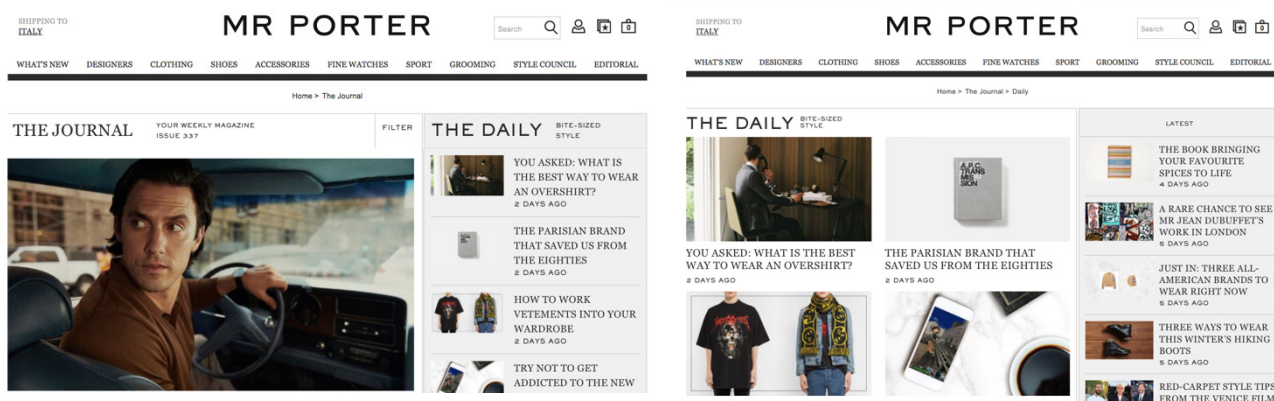 SHIPPING TO
ITALY
MR PORTER
Search
0
WHAT'S NEW DESIGNERS CLOTHING SHOES ACCESSORIES FINE WATCHES SPORT GROOMING STYLE COUNCIL EDITORIAL
Home > The Journal
THE JOURNAL
YOUR WEEKLY MAGAZINE
ISSUE 337
FILTER
THE DAILY
BITE-SIZED
STYLE
YOU ASKED: WHAT IS
THE BEST WAY TO WEAR
AN OVERSHIRT?
2 DAYS AGO
THE PARISIAN BRAND
THAT SAVED US FROM
THE EIGHTIES
2 DAYS AGO
HOW TO WORK
VETEMENTS INTO YOUR
WARDROBE
2 DAYS AGO
TRY NOT TO GET
ADDICTED TO THE NEW
SHIPPING TO
ITALY
MR PORTER
Search
0
WHAT'S NEW DESIGNERS CLOTHING SHOES ACCESSORIES FINE WATCHES SPORT GROOMING STYLE COUNCIL EDITORIAL
Home > The Journal > Daily
THE DAILY
BITE-SIZED
STYLE
A.P.C.
TRANS
MIS
SION
YOU ASKED: WHAT IS THE BEST
WAY TO WEAR AN OVERSHIRT?
2 DAYS AGO
THE PARISIAN BRAND THAT
SAVED US FROM THE EIGHTIES
2 DAYS AGO
LATEST
THE BOOK BRINGING
YOUR FAVOURITE
SPICES TO LIFE
4 DAYS AGO
A RARE CHANCE TO SEE
MR JEAN DUBUFFET'S
WORK IN LONDON
5 DAYS AGO
JUST IN: THREE ALL-
AMERICAN BRANDS TO
WEAR RIGHT NOW
5 DAYS AGO
THREE WAYS TO WEAR
THIS WINTER'S HIKING
BOOTS
5 DAYS AGO
RED-CARPET STYLE TIPS
FROM THE VENICE FILM